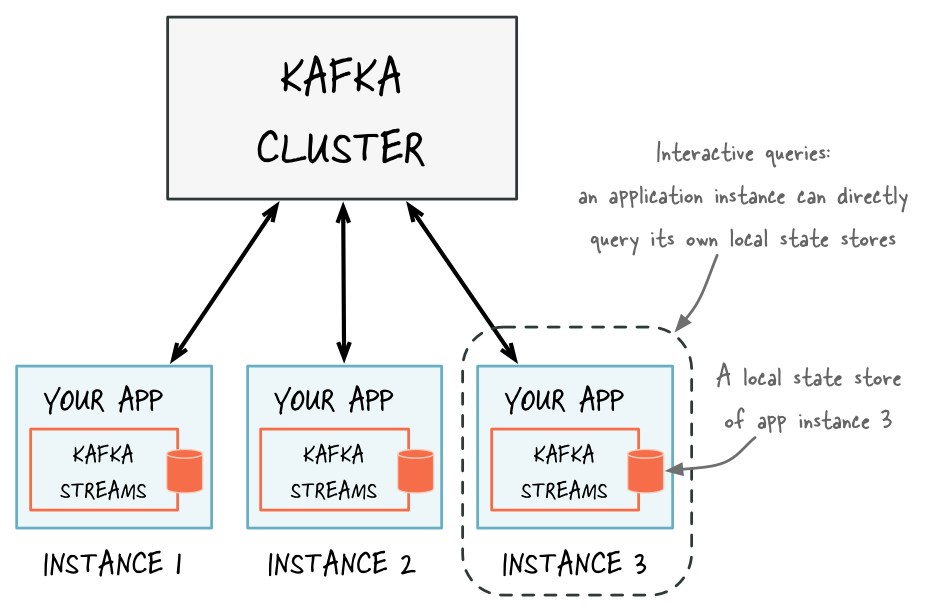 KAFKA
CLUSTER
Interactive queries:
an application instance can directly
query its own local state stores
YOUR APP
KAFKA
STREAMS
INSTANCE 1
YOUR APP
KAFKA
STREAMS
INSTANCE 2
YOUR APP
KAFKA
STREAMS
INSTANCE 3
A local state store
of app instance 3